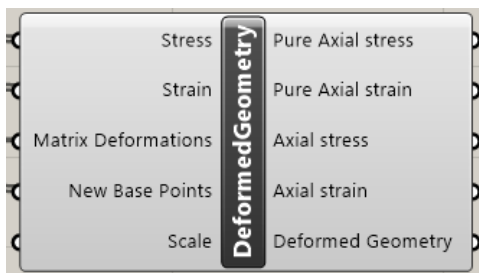 Stress
Strain
Matrix Deformations
New Base Points
Scale
DeformedGeometry
Pure Axial stress
Pure Axial strain
Axial stress
Axial strain
Deformed Geometry